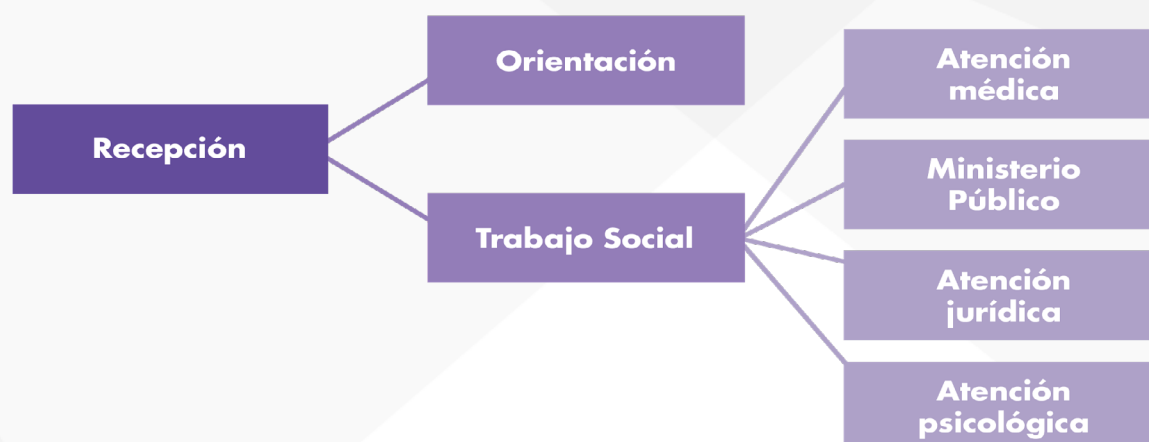 Recepción
Orientación
Trabajo Social
Atención
médica
Ministerio
Público
Atención
jurídica
Atención
psicológica